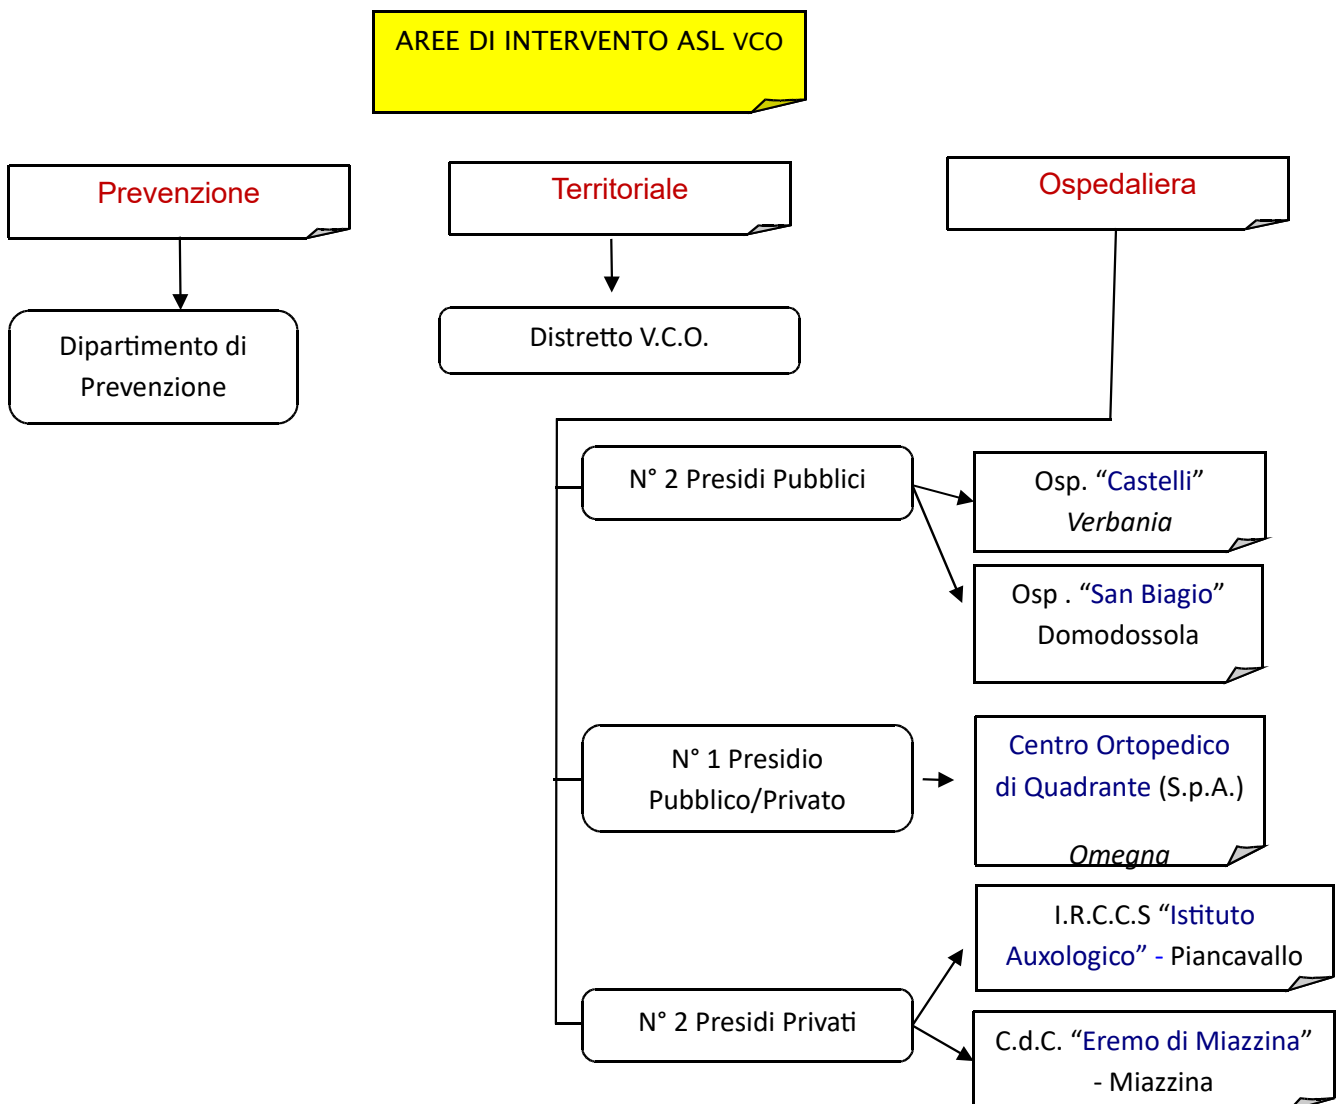 AREE DI INTERVENTO ASL VCO
Prevenzione
Territoriale
Ospedaliera
Dipartimento di
Prevenzione
Distretto V.C.O.
N° 2 Presidi Pubblici
Osp. “Castelli”
Verbania
Osp . “San Biagio”
Domodossola
N° 1 Presidio
Pubblico/Privato
Centro Ortopedico
di Quadrante (S.p.A.)
Omegna
I.R.C.C.S “Istituto
Auxologico” - Piancavallo
N° 2 Presidi Privati
C.d.C. “Eremo di Miazzina”
- Miazzina